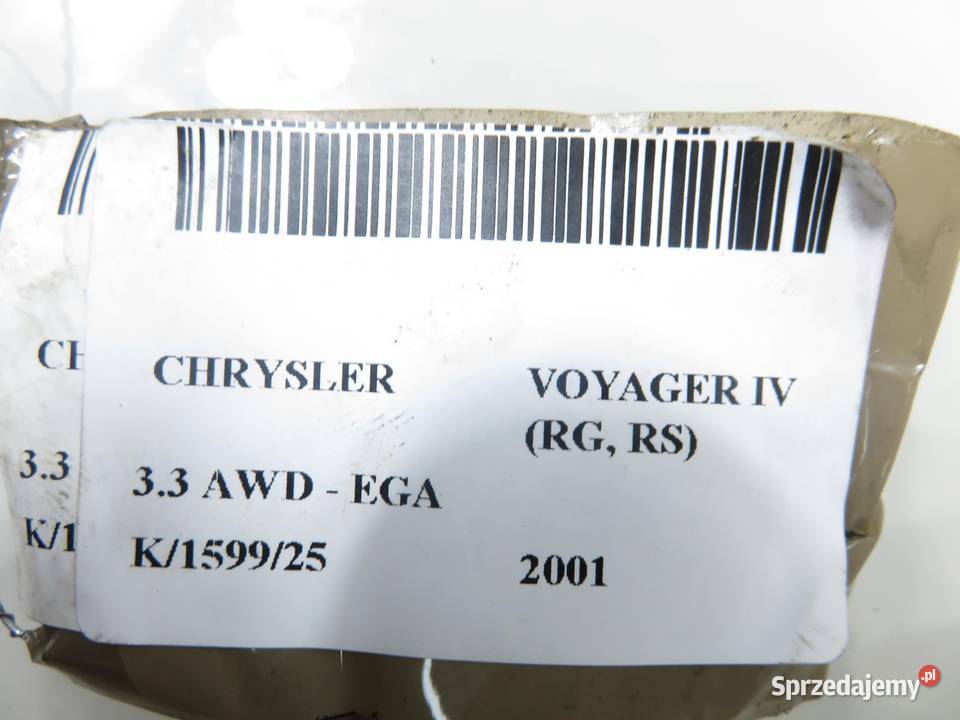 CHRYSLER
VOYAGER IV
(RG, RS)
3.3 AWD - EGA
K/1599/25
2001
CH
3.3
K/1
Sprzedajemy.pl